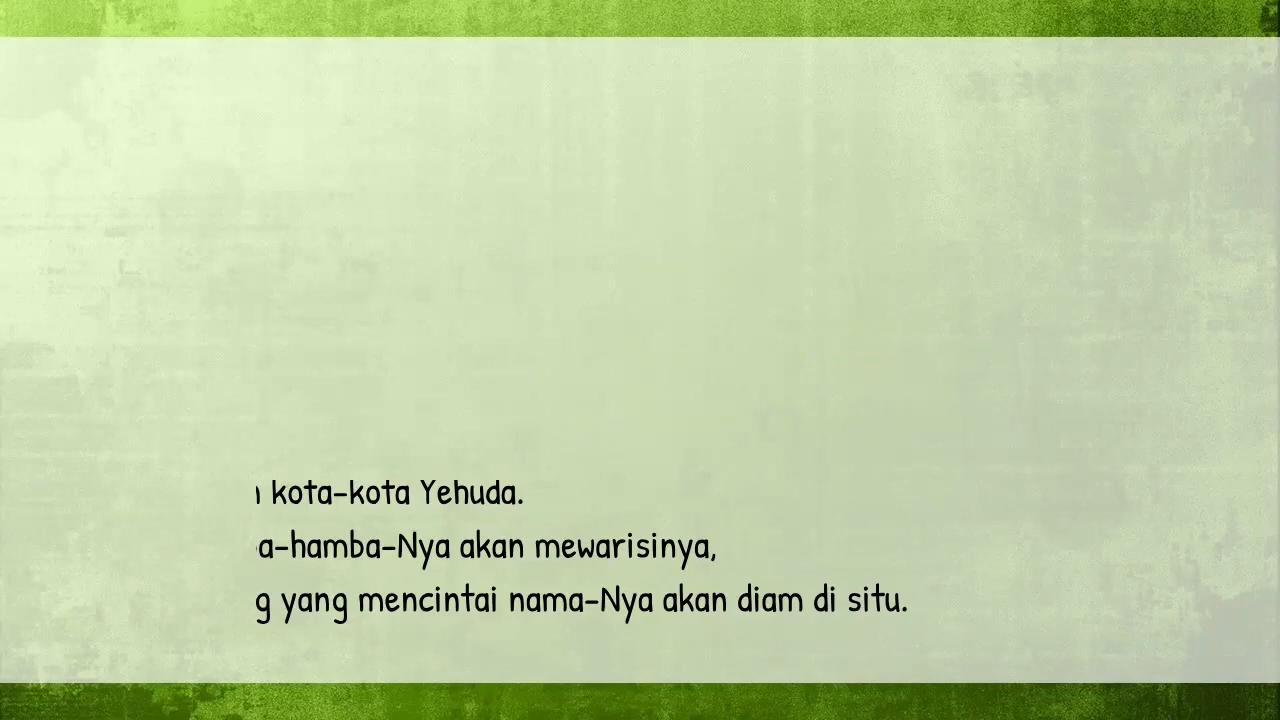 kota-kota Yehuda.
a-hamba-Nya akan mewarisinya,
g yang mencintai nama-Nya akan diam di situ.